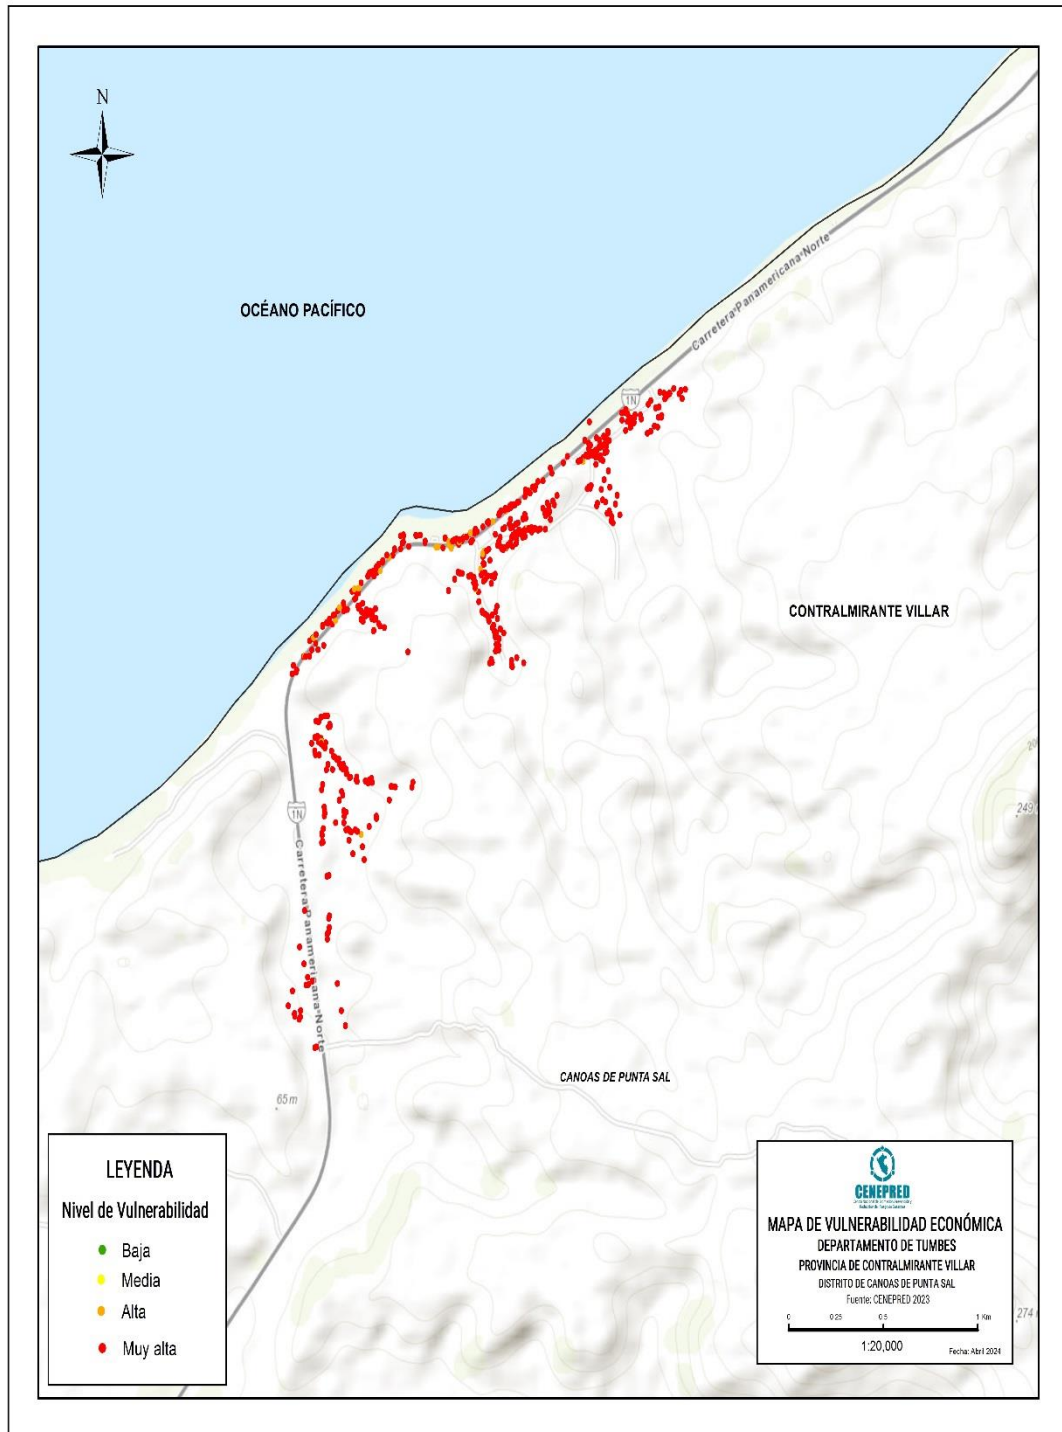 N
OCÉANO PACÍFICO
Carretera Panamericana Norte
1N
CONTRALMIRANTE VILLAR
1N
Carretera Panamericana Norte
249
CANOAS DE PUNTA SAL
65 m
274 m
LEYENDA
Nivel de Vulnerabilidad
Baja
Media
Alta
Muy alta
CENEPRED
MAPA DE VULNERABILIDAD ECONÓMICA
DEPARTAMENTO DE TUMBES
PROVINCIA DE CONTRALMIRANTE VILLAR
DISTRITO DE CANOAS DE PUNTA SAL
Fuente: CENEPRED 2023
0 0.25 0.5 1 Km
1:20,000
Fecha: Abril 2024